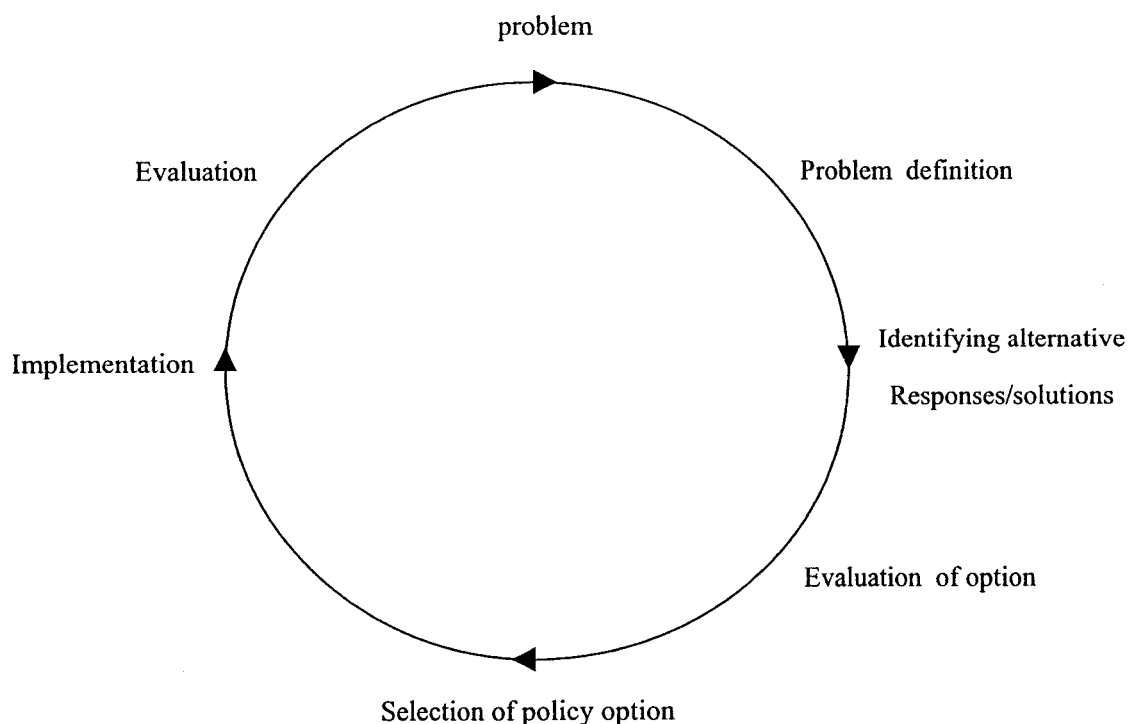 problem
Problem definition
Identifying alternative
Responses/solutions
Evaluation of option
Selection of policy option
Implementation
Evaluation